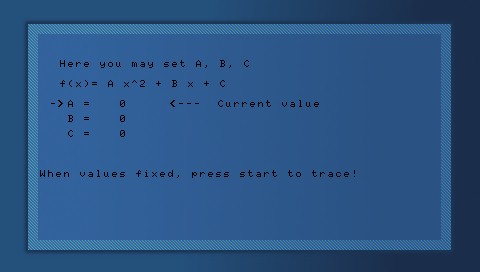 Here you may set A, B, C
f(x)= A x^2 + B x + C
->A = 0 <--- Current value
B = 0
C = 0
When values fixed, press start to trace!